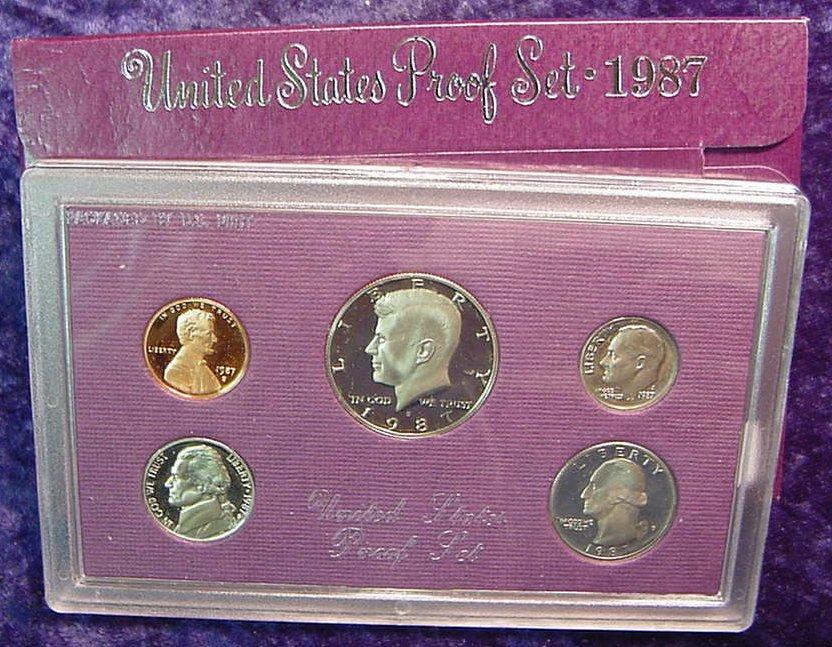 United States Proof Set · 1987
PACKAGED BY U.S. MINT
IN GOD WE TRUST
LIBERTY
1987
S
LIBERTY
IN GOD WE TRUST
S
1987
LIBERTY
1987
IN GOD WE TRUST
LIBERTY · 1987
LIBERTY
IN GOD WE TRUST
1987
United States
Proof Set